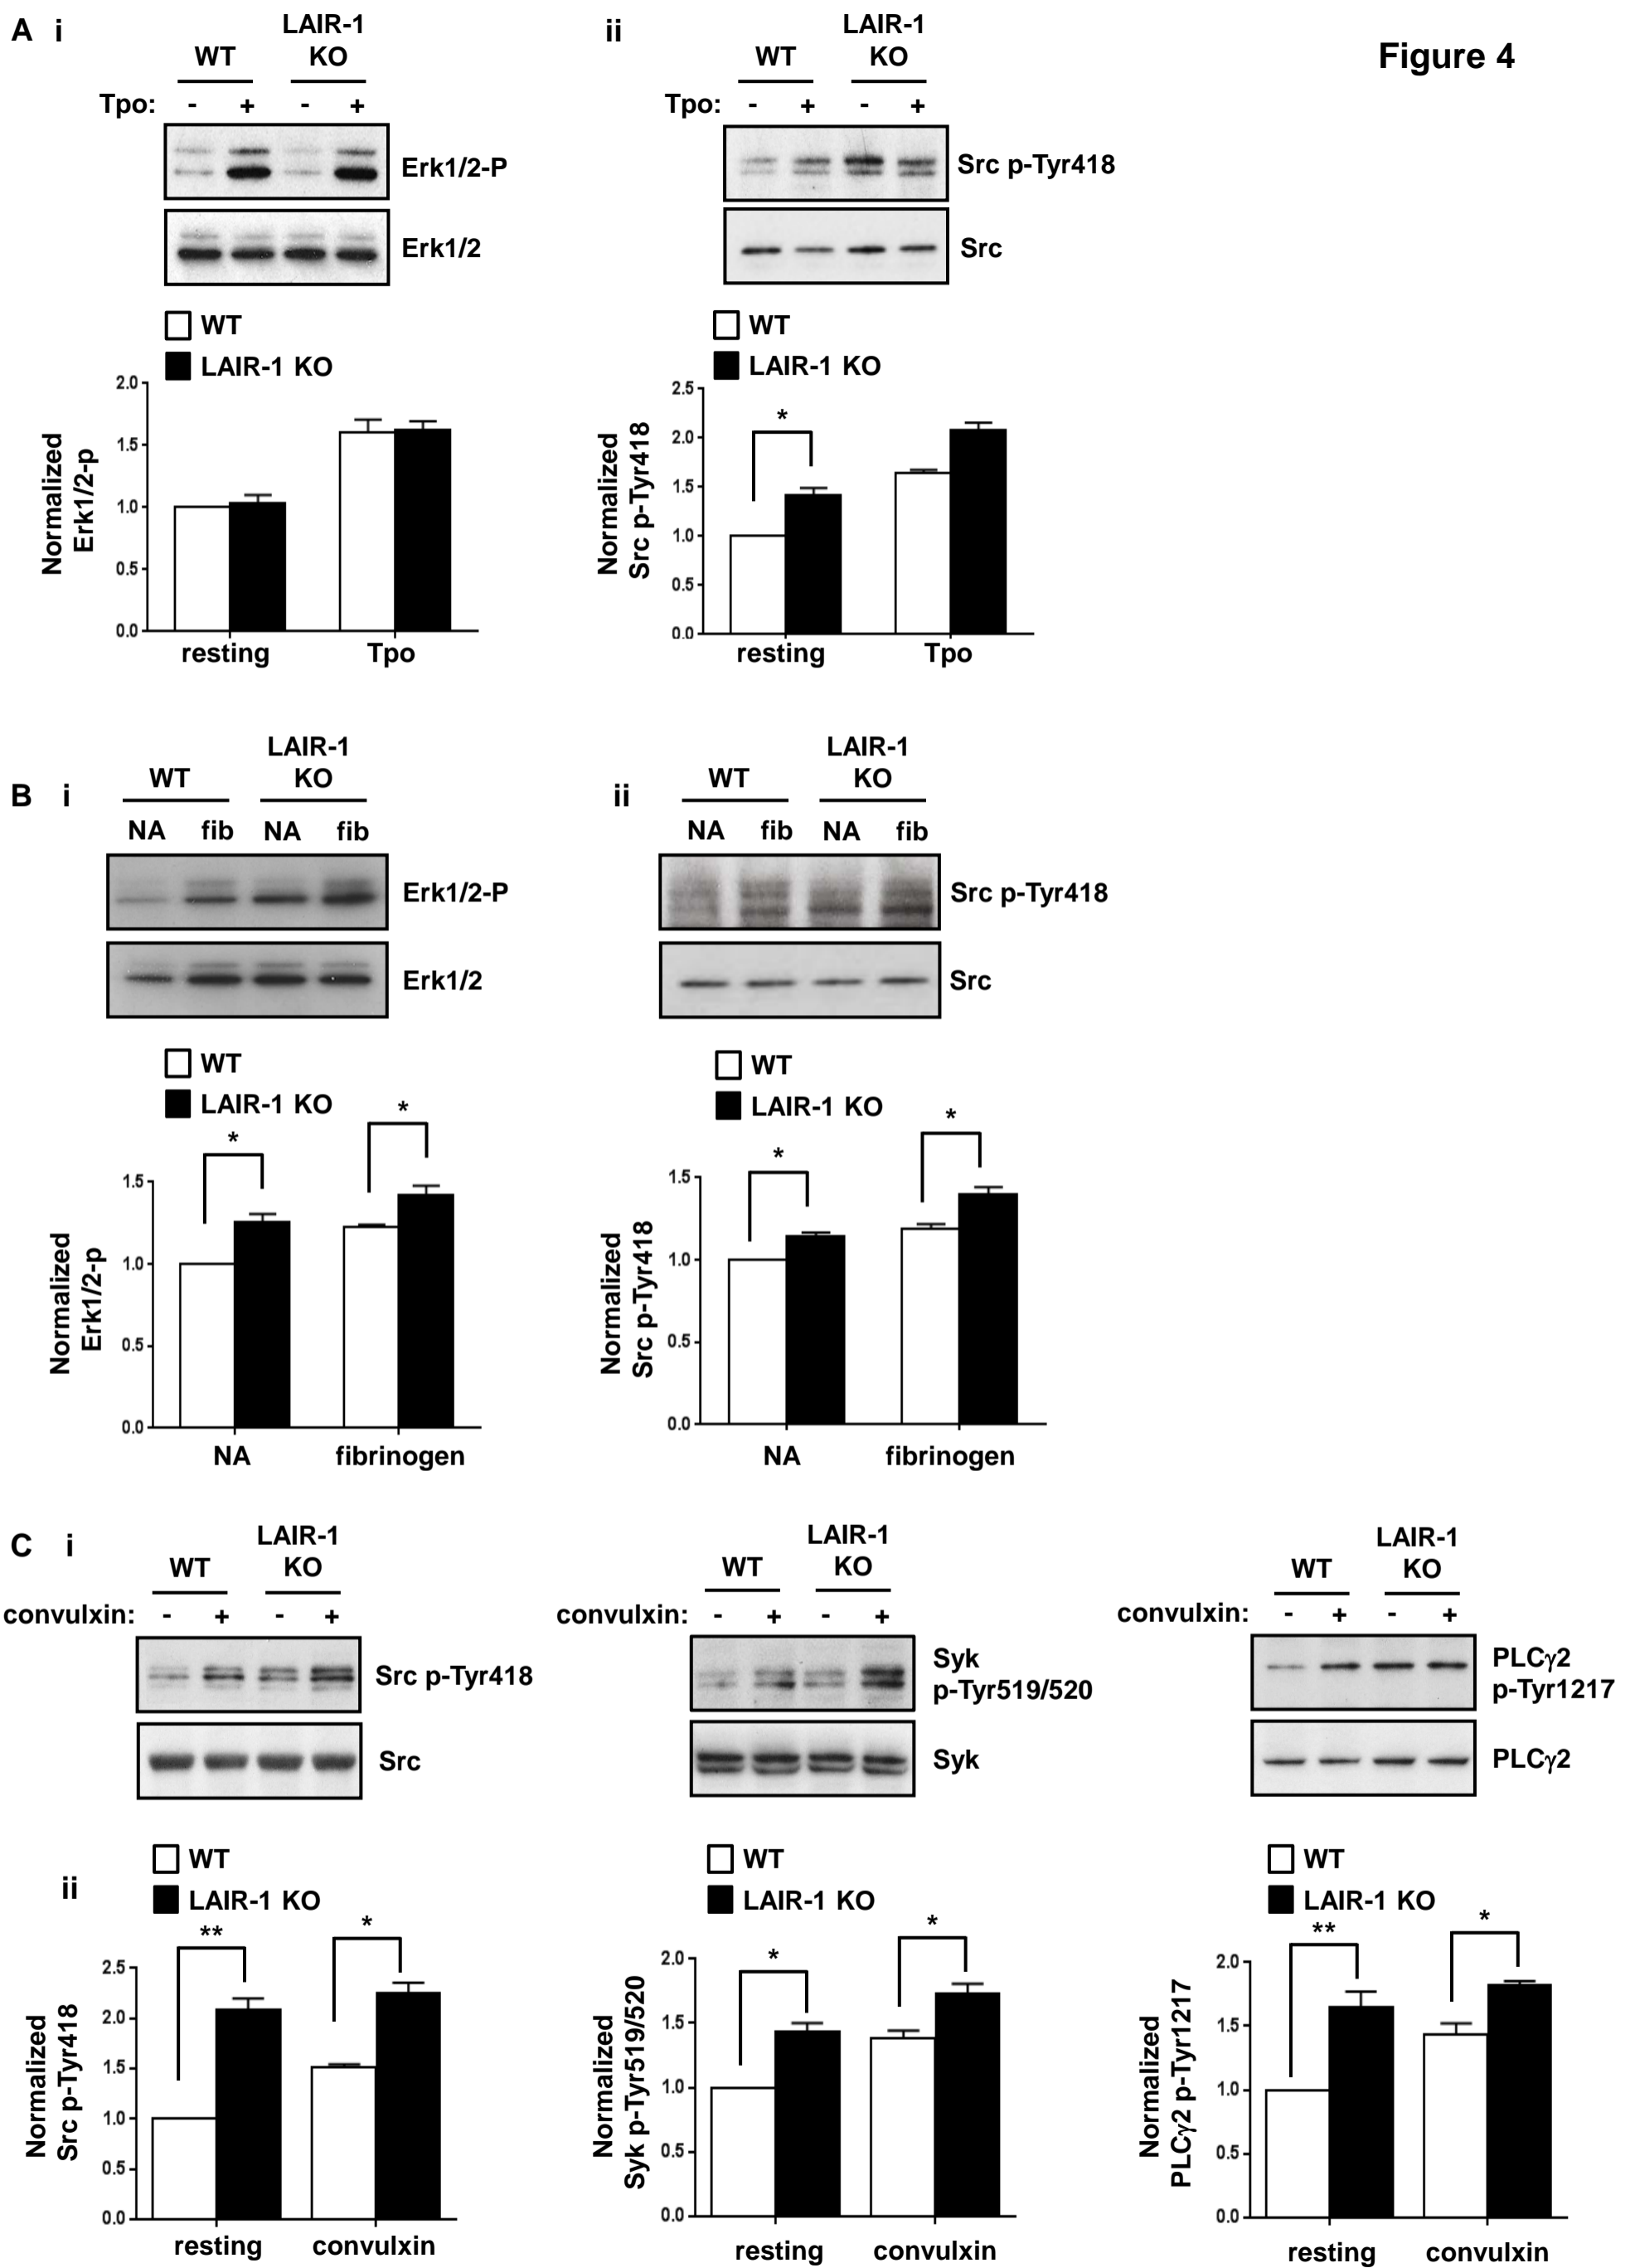 Figure 4
A i
WT
LAIR-1
KO
Tpo: - + - +
Erk1/2-P
Erk1/2
WT
LAIR-1 KO
Normalized
Erk1/2-p
2.0
1.5
1.0
0.5
0.0
resting
Tpo
ii
WT
LAIR-1
KO
Tpo: - + - +
Src p-Tyr418
Src
WT
LAIR-1 KO
Normalized
Src p-Tyr418
2.5
2.0
1.5
1.0
0.5
0.0
*
resting
Tpo
B i
WT
LAIR-1
KO
NA fib NA fib
Erk1/2-P
Erk1/2
WT
LAIR-1 KO
Normalized
Erk1/2-p
1.5
1.0
0.5
0.0
*
*
NA
fibrinogen
ii
WT
LAIR-1
KO
NA fib NA fib
Src p-Tyr418
Src
WT
LAIR-1 KO
Normalized
Src p-Tyr418
1.5
1.0
0.5
0.0
*
*
NA
fibrinogen
C i
WT
LAIR-1
KO
convulxin: - + - +
Src p-Tyr418
Src
WT
LAIR-1
KO
convulxin: - + - +
Syk
p-Tyr519/520
Syk
WT
LAIR-1
KO
convulxin: - + - +
PLCγ2
p-Tyr1217
PLCγ2
ii
WT
LAIR-1 KO
Normalized
Src p-Tyr418
2.5
2.0
1.5
1.0
0.5
0.0
**
*
resting
convulxin
WT
LAIR-1 KO
Normalized
Syk p-Tyr519/520
2.0
1.5
1.0
0.5
0.0
*
*
resting
convulxin
WT
LAIR-1 KO
Normalized
PLCγ2 p-Tyr1217
2.0
1.5
1.0
0.5
0.0
**
*
resting
convulxin